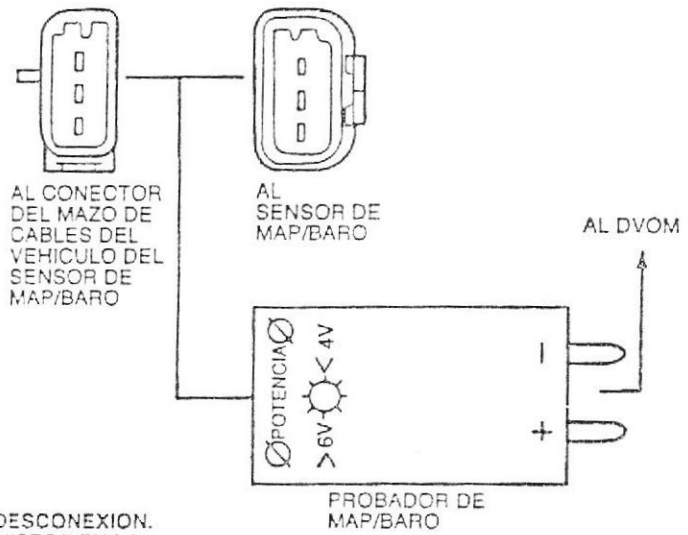 AL CONECTOR
DEL MAZO DE
CABLES DEL
VEHICULO DEL
SENSOR DE
MAP/BARO
AL
SENSOR DE
MAP/BARO
AL DVOM
POTENCIA
>6V
<4V
−
+
PROBADOR DE
MAP/BARO
DESCONEXION.